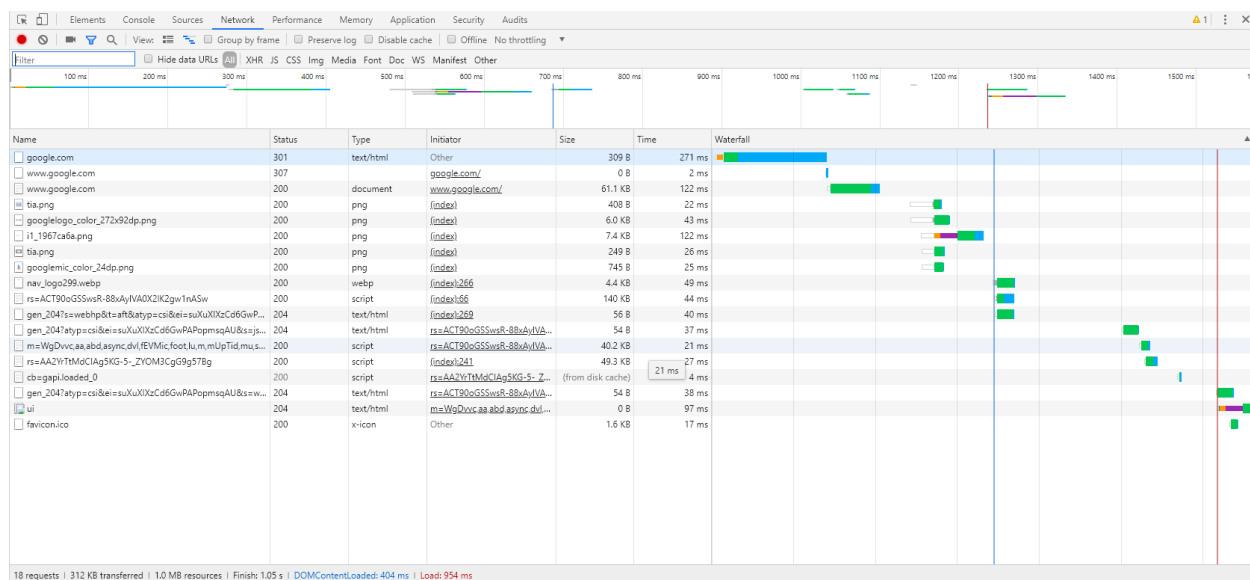 Elements Console Sources Network Performance Memory Application Security Audits 1
View: Group by frame Preserve log Disable cache Offline No throttling
Filter Hide data URLs All XHR JS CSS Img Media Font Doc WS Manifest Other
100 ms 200 ms 300 ms 400 ms 500 ms 600 ms 700 ms 800 ms 900 ms 1000 ms 1100 ms 1200 ms 1300 ms 1400 ms 1500 ms 1
Name Status Type Initiator Size Time Waterfall
google.com 301 text/html Other 309 B 271 ms
www.google.com 307 google.com/ 0 B 2 ms
www.google.com 200 document www.google.com/ 61.1 KB 122 ms
tia.png 200 png (index) 408 B 22 ms
googlelogo_color_272x92dp.png 200 png (index) 6.0 KB 43 ms
i1_1967ca6a.png 200 png (index) 7.4 KB 122 ms
tia.png 200 png (index) 249 B 26 ms
googlemic_color_24dp.png 200 png (index) 745 B 25 ms
nav_logo299.webp 200 webp (index):266 4.4 KB 49 ms
rs=ACT90oGSSwsR-88xAyIVA0X2IK2gw1nASw 200 script (index):66 140 KB 44 ms
gen_204?s=webhp&t=aft&atyp=csi&ei=suXuXIXzCd6GwP... 204 text/html (index):269 56 B 40 ms
gen_204?atyp=csi&ei=suXuXIXzCd6GwPAPopmsqAU&s=js... 204 text/html rs=ACT90oGSSwsR-88xAyIVA... 54 B 37 ms
m=WgDvvc,aa,abd,async,dvl,fEVMic,foot,lu,m,mUpTid,mu,s... 200 script rs=ACT90oGSSwsR-88xAyIVA... 40.2 KB 21 ms
rs=AA2YrTtMdCIAg5KG-5-_ZYOM3CgG9g57Bg 200 script (index):241 49.3 KB 27 ms
21 ms
cb=gapi.loaded_0 200 script rs=AA2YrTtMdCIAg5KG-5-_Z... (from disk cache) 4 ms
gen_204?atyp=csi&ei=suXuXIXzCd6GwPAPopmsqAU&s=w... 204 text/html rs=ACT90oGSSwsR-88xAyIVA... 54 B 38 ms
ui 204 text/html m=WgDvvc,aa,abd,async,dvl,... 0 B 97 ms
favicon.ico 200 x-icon Other 1.6 KB 17 ms
18 requests | 312 KB transferred | 1.0 MB resources | Finish: 1.05 s | DOMContentLoaded: 404 ms | Load: 954 ms